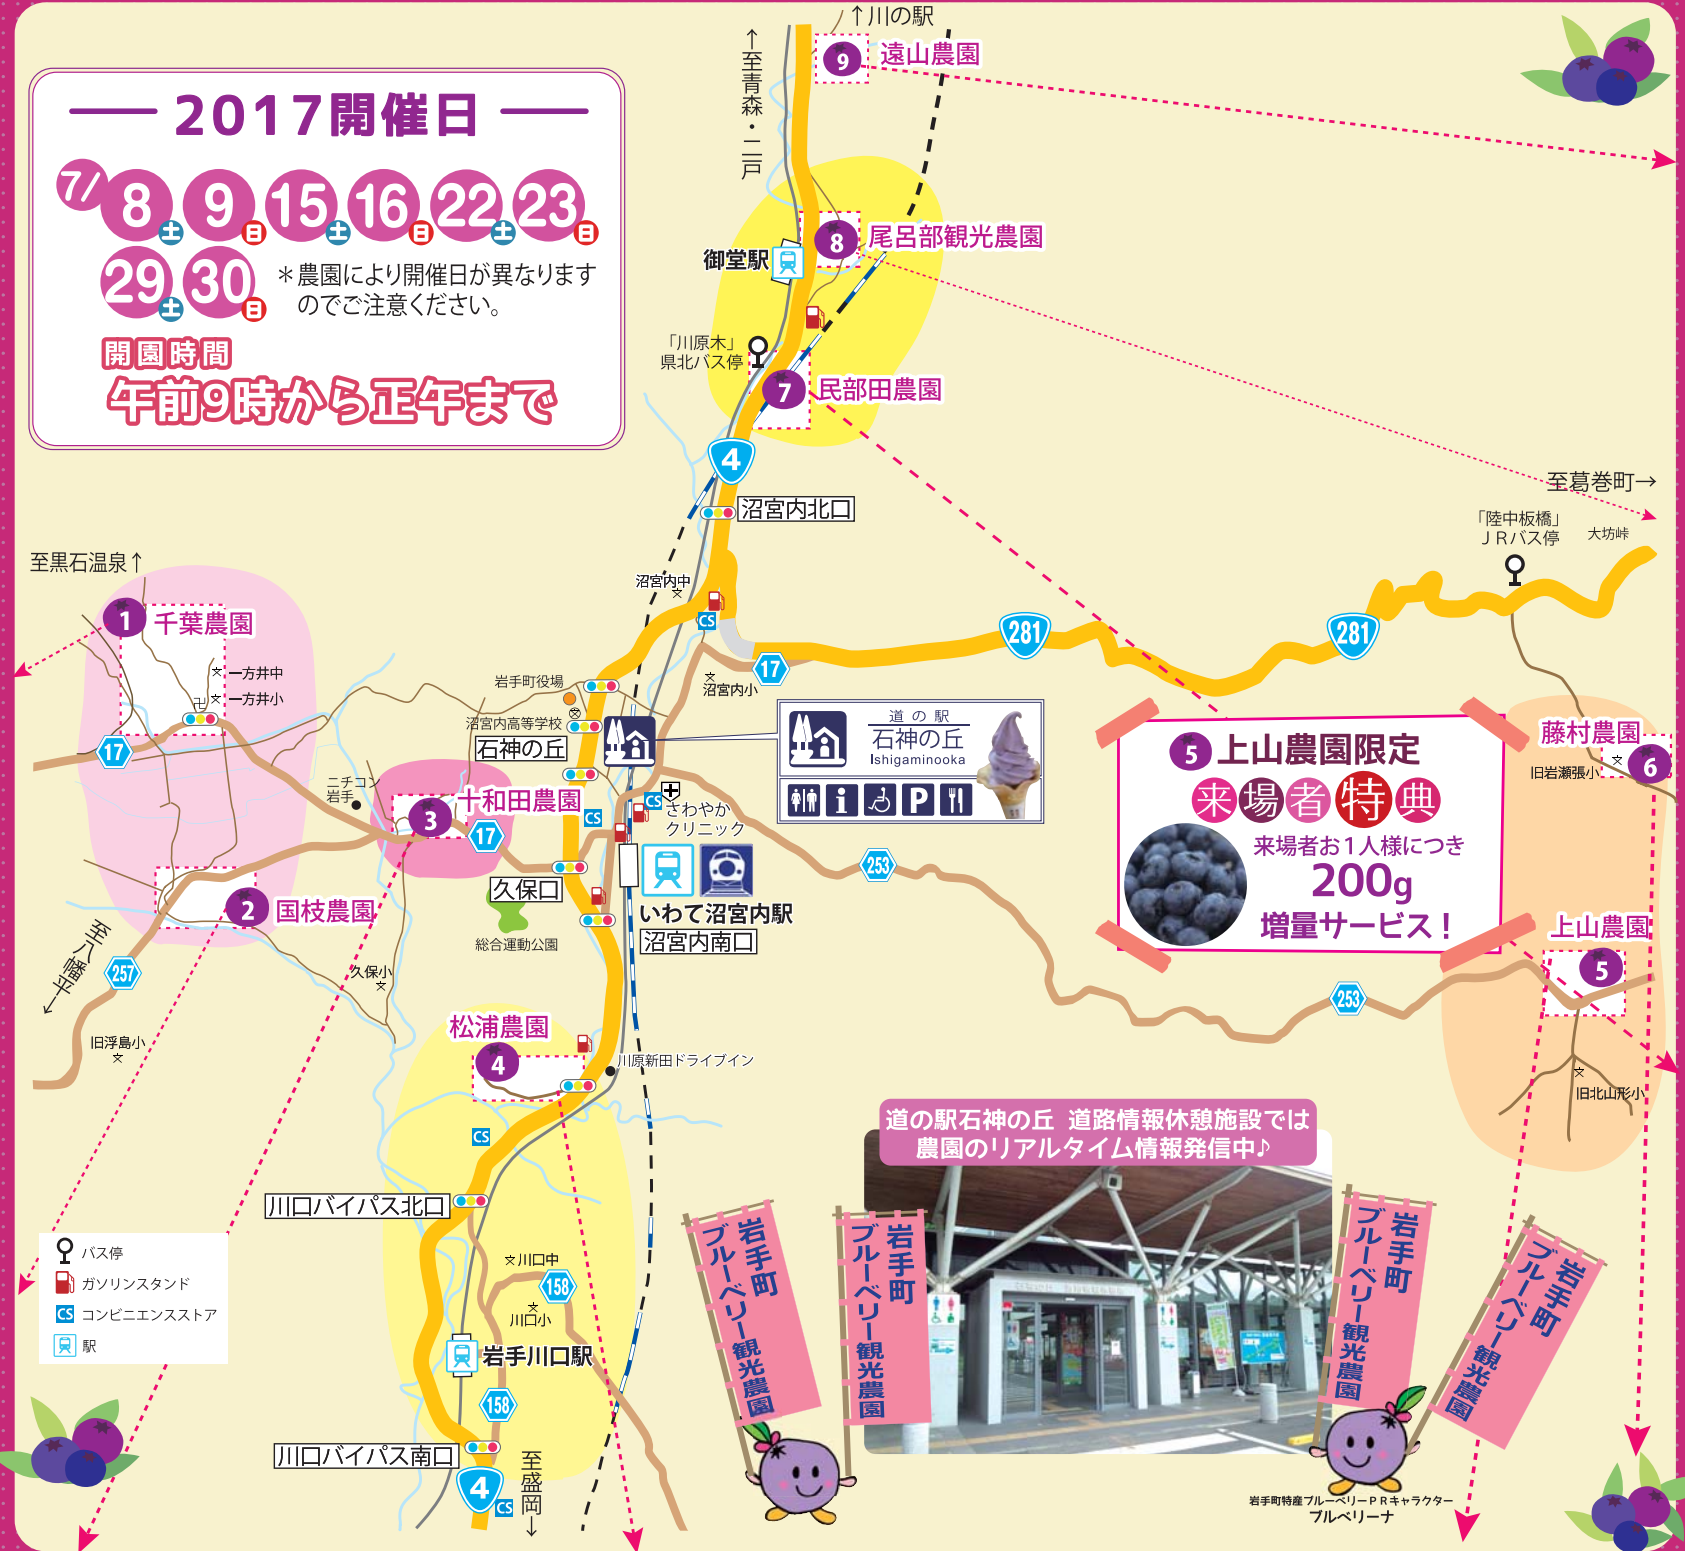 2017開催日
7/
8土 9日 15土 16日 22土 23日
29土 30日
＊農園により開催日が異なります
のでご注意ください。
開園時間
午前9時から正午まで
↑川の駅
↑至青森・二戸
9 遠山農園
8 尾呂部観光農園
御堂駅
「川原木」
県北バス停
7 民部田農園
4
沼宮内北口
至葛巻町→
「陸中板橋」
JRバス停
大坊峠
至黒石温泉↑
1 千葉農園
一方井中
一方井小
卍
17
沼宮内中
CS
281
281
17
沼宮内小
岩手町役場
沼宮内高等学校
石神の丘
道の駅
石神の丘
Ishigaminooka
i P
5 上山農園限定
来場者特典
来場者お1人様につき
200g
増量サービス！
藤村農園
6
旧岩瀬張小
ニチコン
岩手
3 十和田農園
17
CS
CS
さわやか
クリニック
253
久保口
いわて沼宮内駅
沼宮内南口
総合運動公園
2 国枝農園
至八幡平→
257
久保小
旧浮島小
上山農園
5
253
旧北山形小
松浦農園
4
川原新田ドライブイン
CS
川口バイパス北口
川口中
158
川口小
岩手川口駅
158
川口バイパス南口
4
CS
至盛岡→
バス停
ガソリンスタンド
CS コンビニエンスストア
駅
道の駅石神の丘 道路情報休憩施設では
農園のリアルタイム情報発信中♪
岩手町
ブルーベリー観光農園
岩手町
ブルーベリー観光農園
岩手町
ブルーベリー観光農園
岩手町
ブルーベリー観光農園
岩手町特産ブルーベリーPRキャラクター
ブルベリーナ